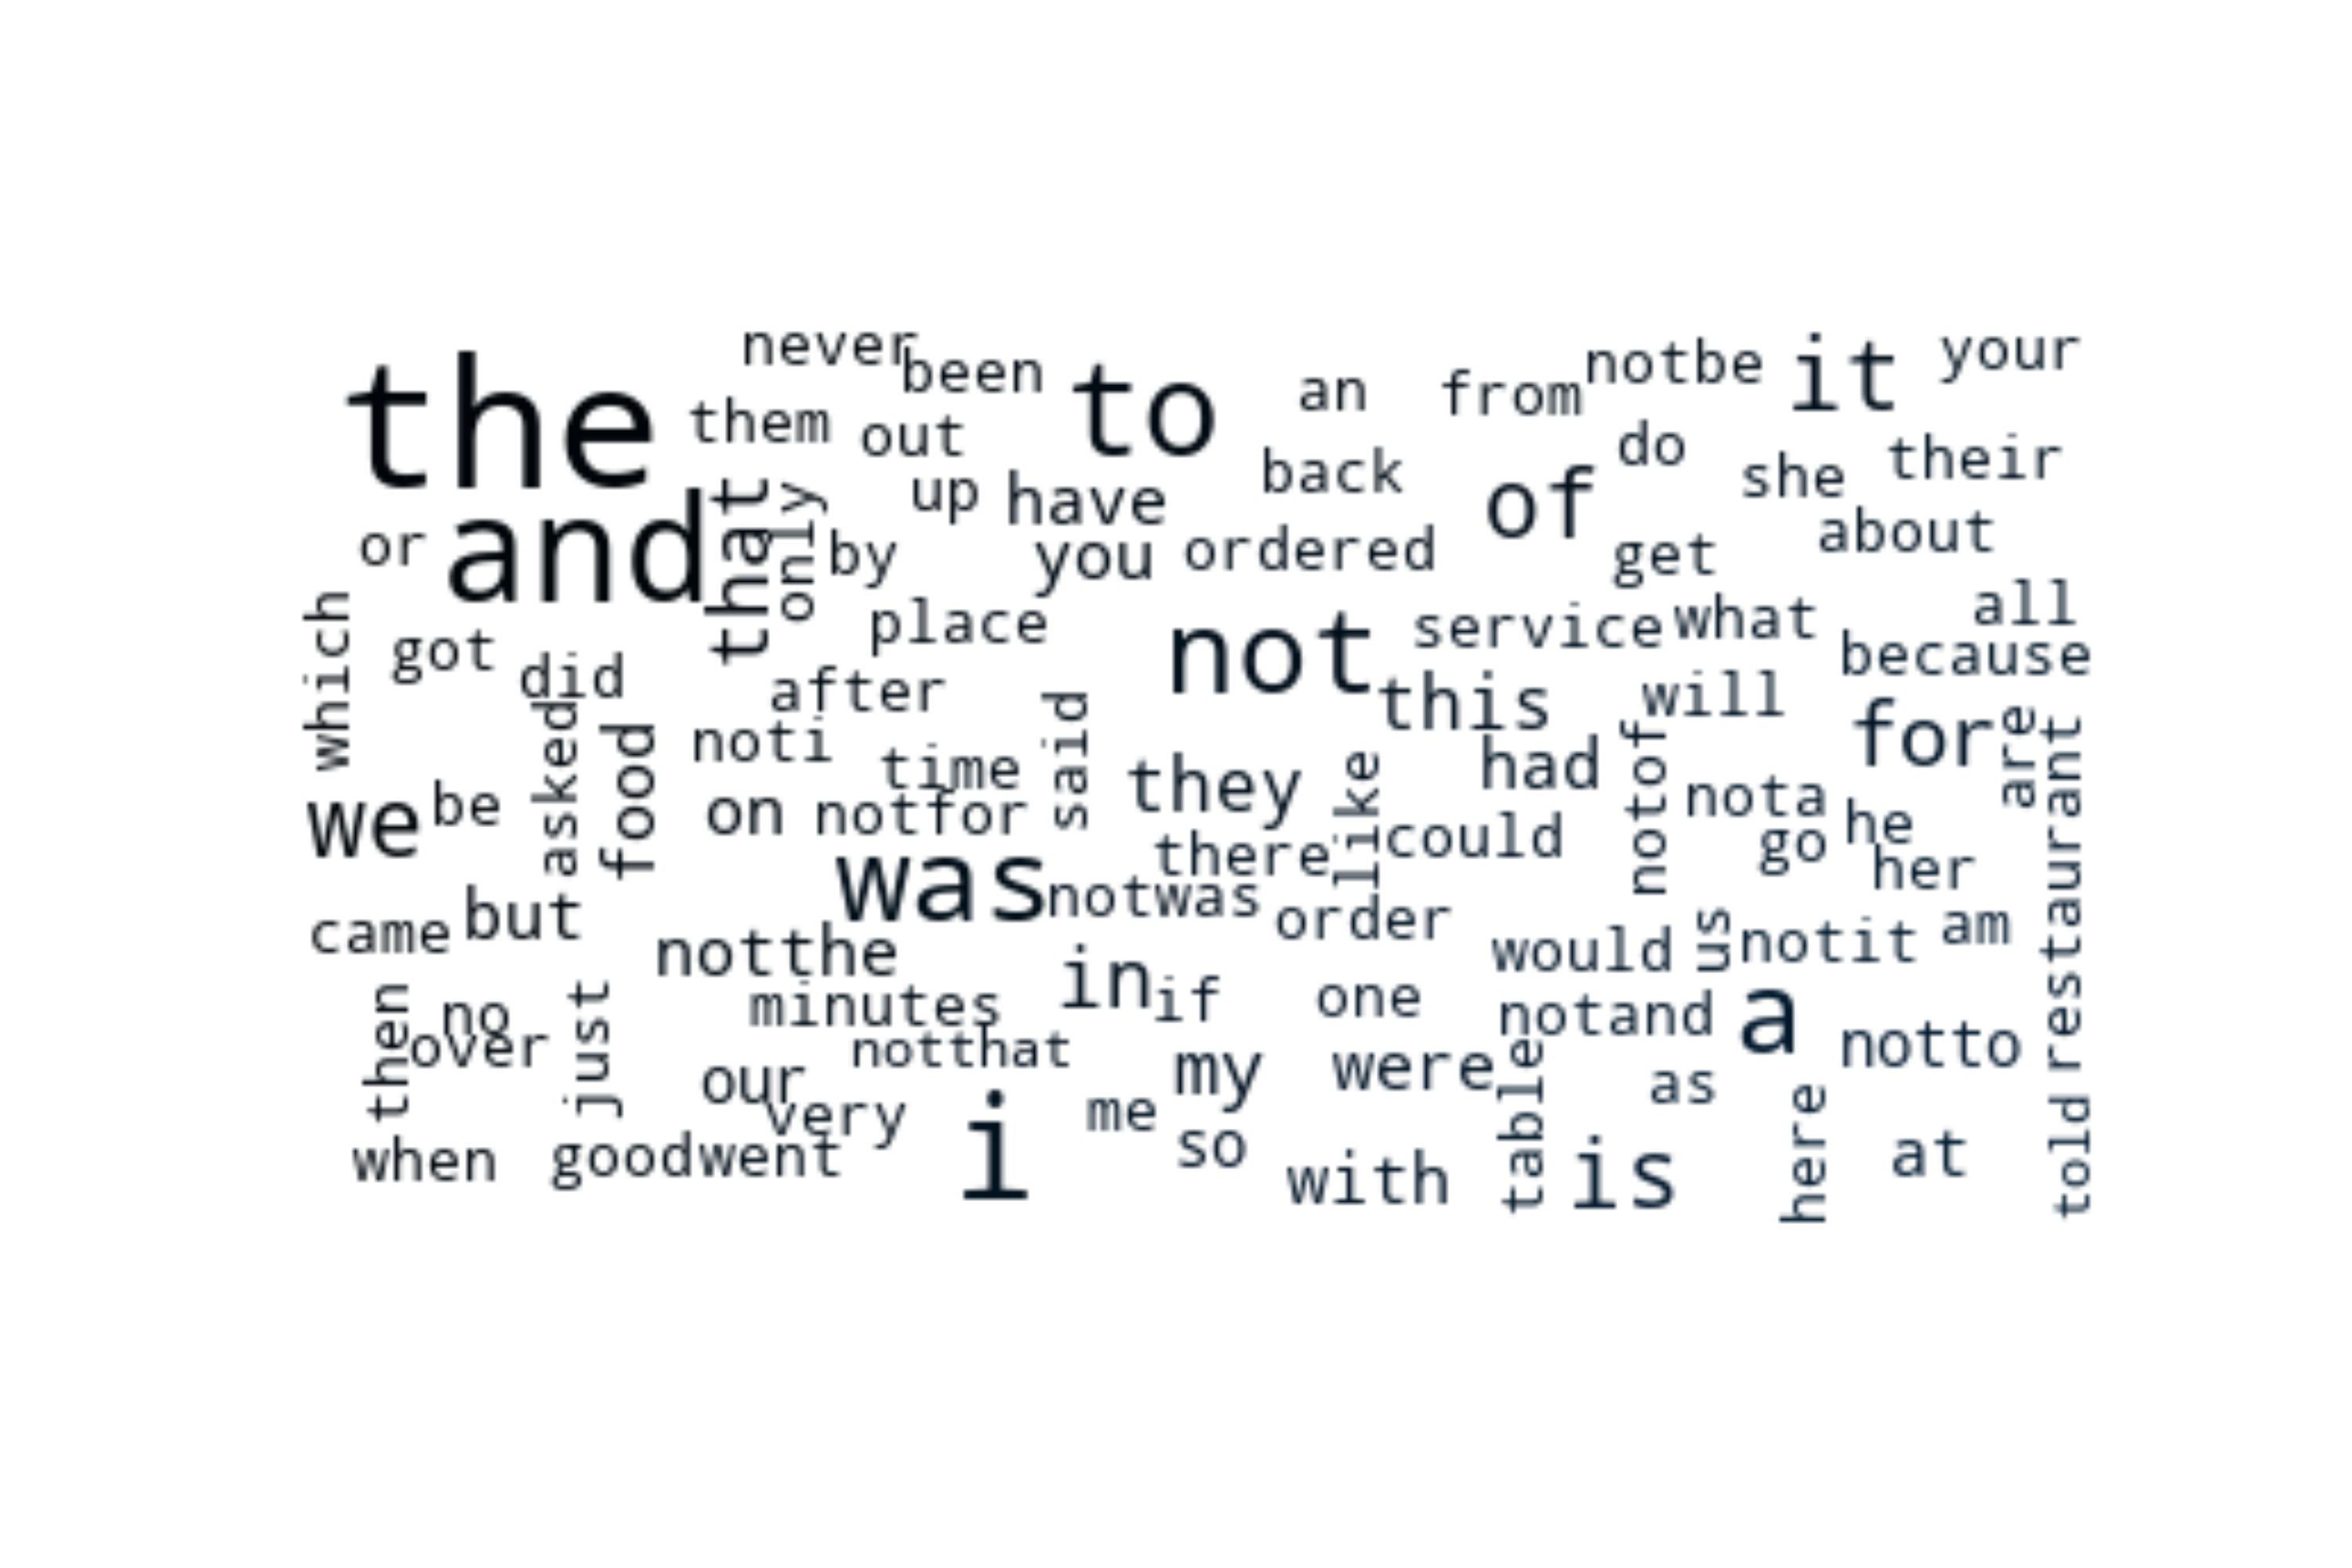 never
been
the
to
an
from
notbe
it
your
them
out
do
back
she
their
up
have
of
that
only
or
and
by
you
ordered
get
about
which
got
did
place
not
service
what
all
because
after
this
will
for
are
asked
food
noti
time
said
they
like
had
notof
nota
restaurant
we
be
on
notfor
there
could
go
he
her
was
notwas
order
came
but
notthe
in
if
would
us
notit
am
then
no
over
just
minutes
one
notand
a
notto
notthat
our
very
my
were
table
as
here
told
i
me
so
when
good
went
with
is
at